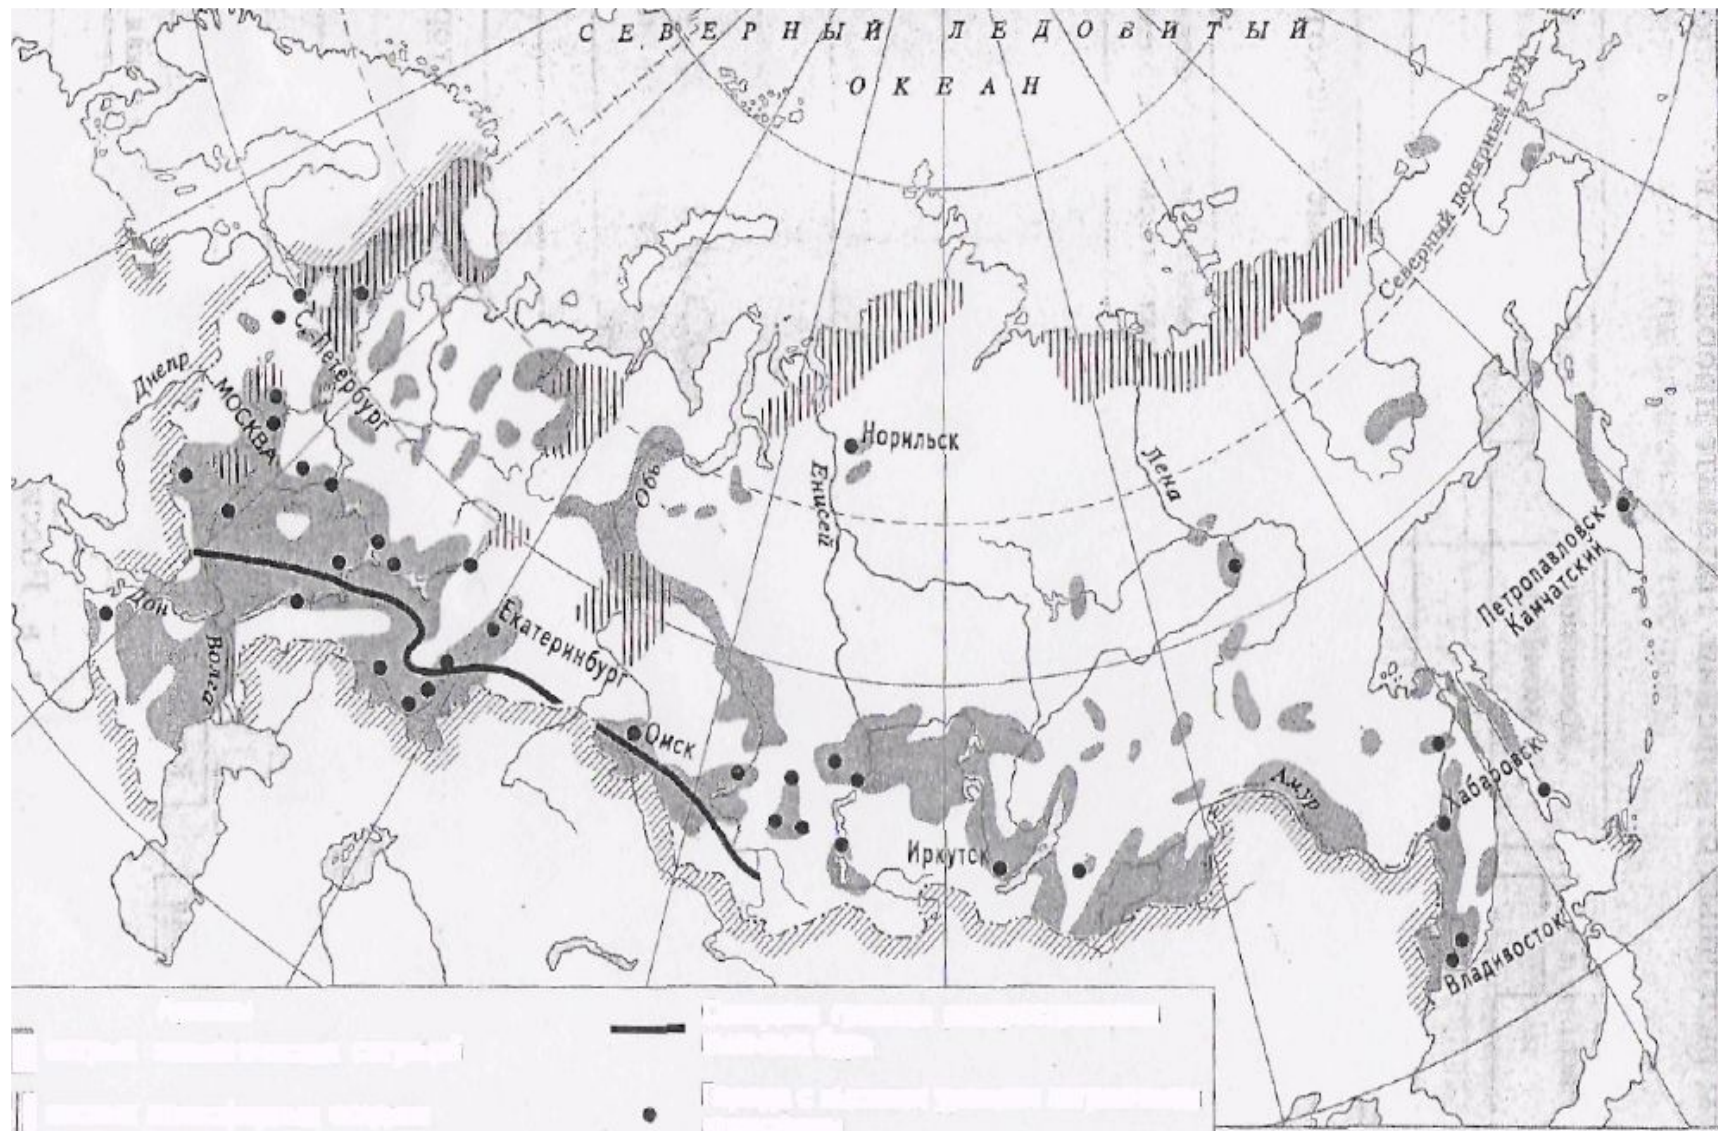 СЕВЕРНЫЙ ЛЕДОВИТЫЙ
ОКЕАН
Северный полярный круг
С.-Петербург
Днепр
МОСКВА
Норильск
Обь
Енисей
Лена
Петропавловск-
Камчатский
Дон
Волга
Екатеринбург
Омск
Амур
Хабаровск
Иркутск
Владивосток